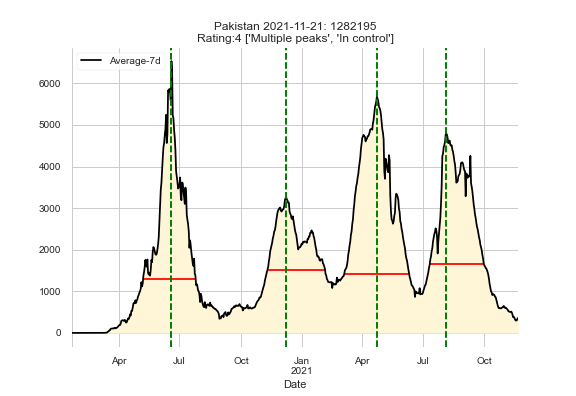 Pakistan 2021-11-21: 1282195
Rating:4 ['Multiple peaks', 'In control']
Average-7d
6000
5000
4000
3000
2000
1000
0
Apr Jul Oct Jan Apr Jul Oct
2021
Date